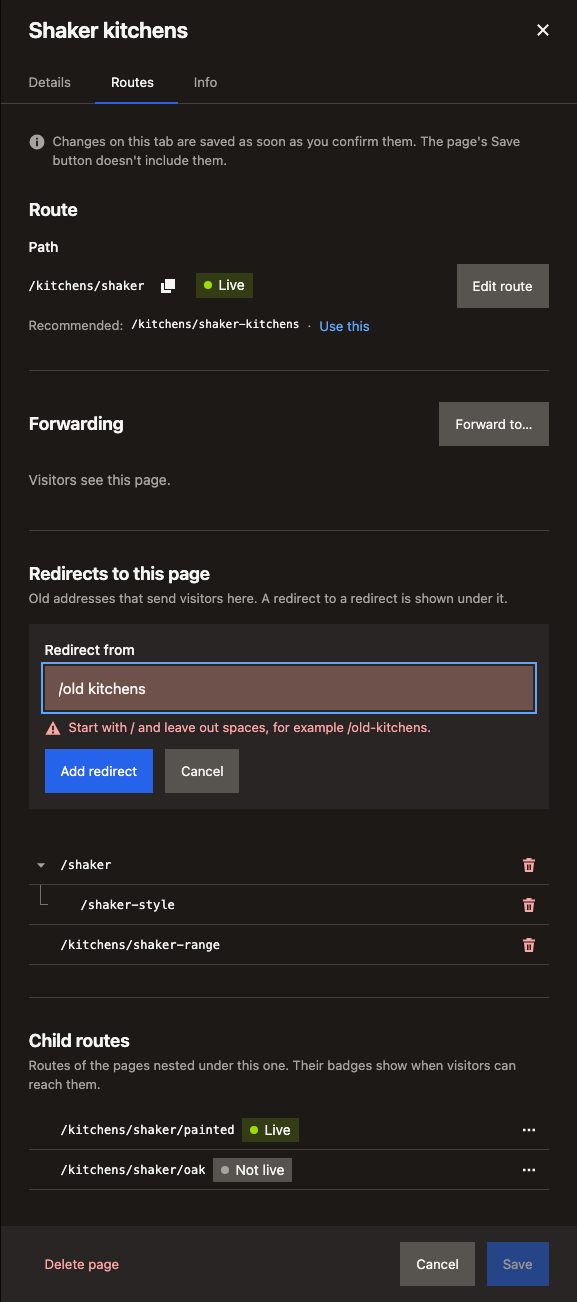 Shaker kitchens
Details Routes Info
Changes on this tab are saved as soon as you confirm them. The page's Save
button doesn't include them.
Route
Path
/kitchens/shaker Live Edit route
Recommended: /kitchens/shaker-kitchens · Use this
Forwarding Forward to...
Visitors see this page.
Redirects to this page
Old addresses that send visitors here. A redirect to a redirect is shown under it.
Redirect from
/old kitchens
Start with / and leave out spaces, for example /old-kitchens.
Add redirect Cancel
/shaker
/shaker-style
/kitchens/shaker-range
Child routes
Routes of the pages nested under this one. Their badges show when visitors can
reach them.
/kitchens/shaker/painted Live
/kitchens/shaker/oak Not live
Delete page Cancel Save